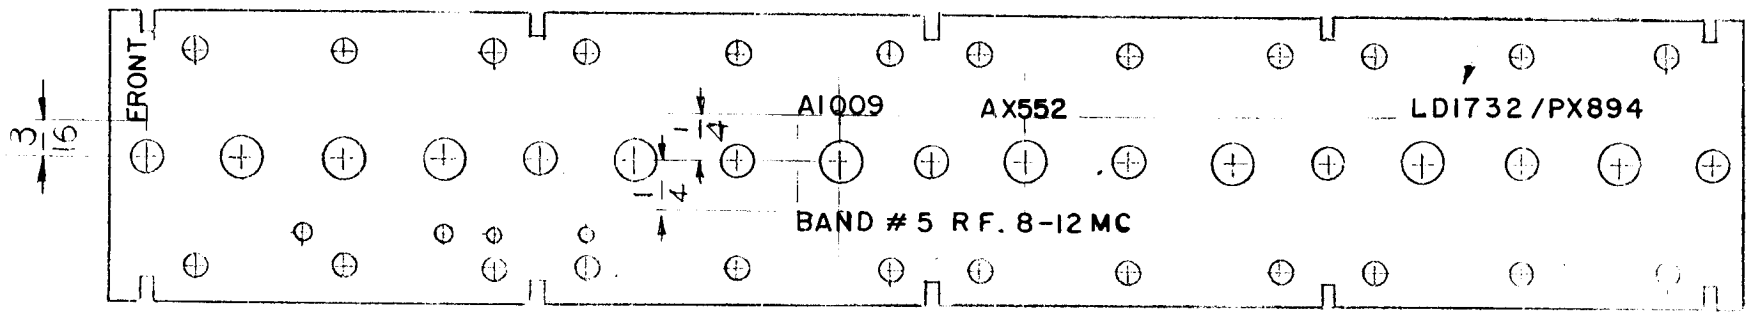 FRONT
3/16
A1009 AX552 LD1732/PX894
1/4
1/4
BAND #5 RF. 8-12 MC